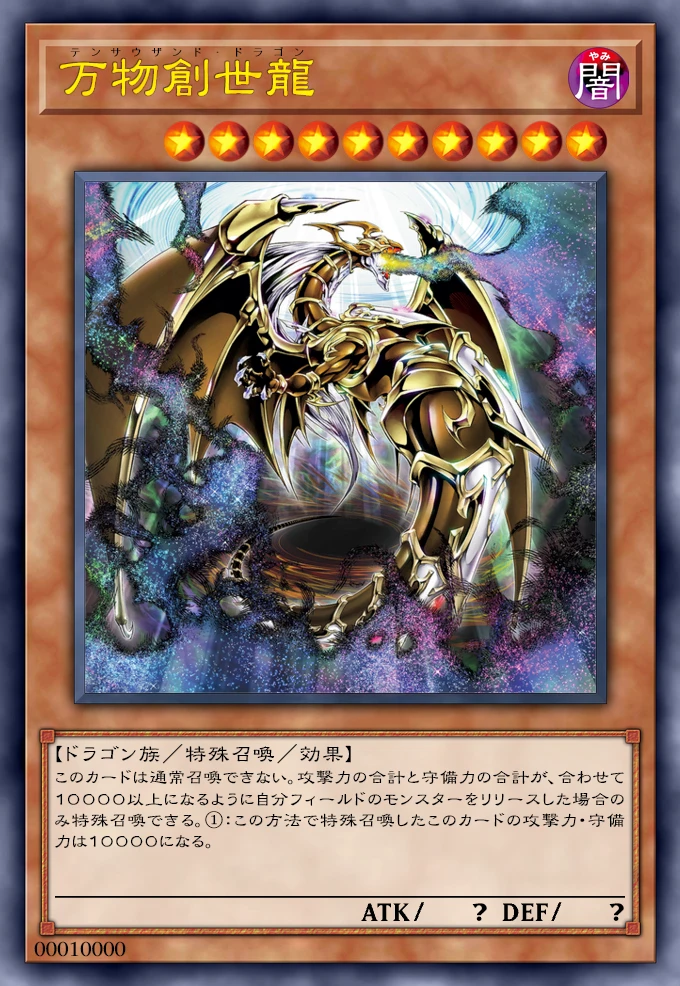 テンサウザンド・ドラゴン
万物創世龍
やみ
闇
【ドラゴン族／特殊召喚／効果】
このカードは通常召喚できない。攻撃力の合計と守備力の合計が、合わせて
１００００以上になるように自分フィールドのモンスターをリリースした場合の
み特殊召喚できる。①：この方法で特殊召喚したこのカードの攻撃力・守備
力は１００００になる。
ATK/ ? DEF/ ?
00010000